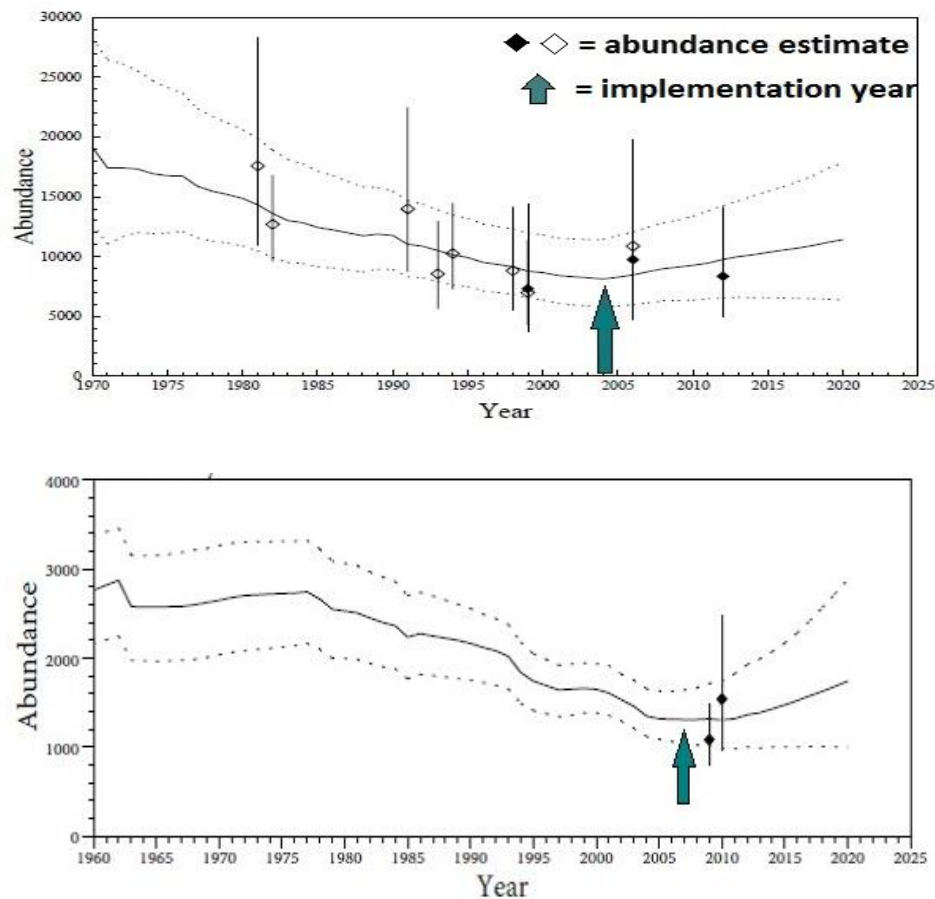 30000
◆ ◇ = abundance estimate
= implementation year
25000
20000
15000
10000
5000
0
Abundance
1970 1975 1980 1985 1990 1995 2000 2005 2010 2015 2020 2025
Year
4000
3000
2000
1000
0
Abundance
1960 1965 1970 1975 1980 1985 1990 1995 2000 2005 2010 2015 2020 2025
Year